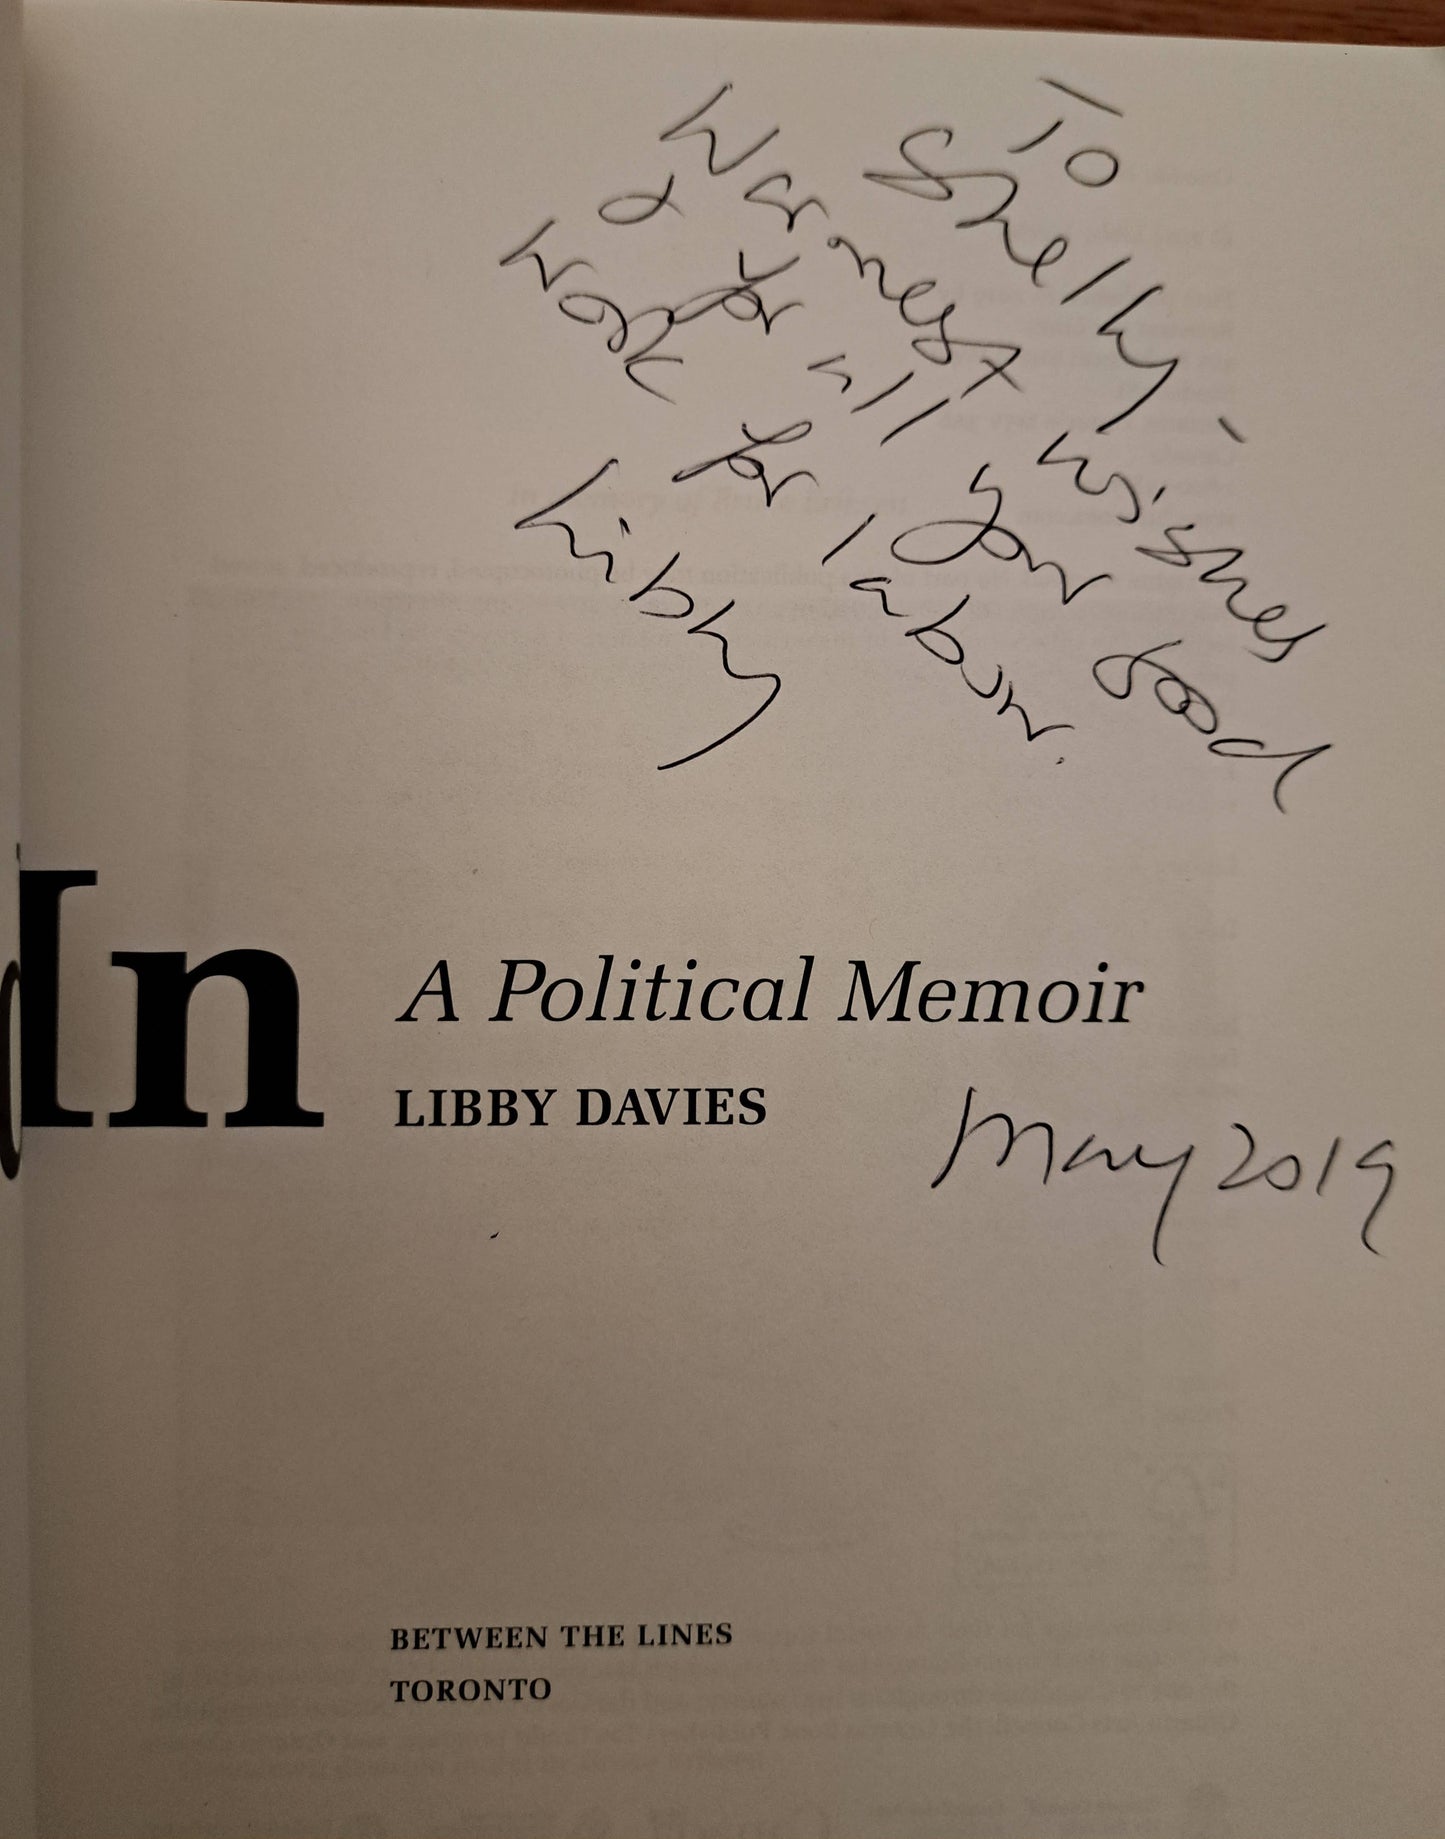 To
Shelly -
Warmest wishes
& for all your good
work for labour.
Libby
In
A Political Memoir
LIBBY DAVIES
May 2019
BETWEEN THE LINES
TORONTO